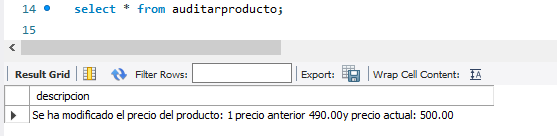 14 select * from auditarproducto;
15
Result Grid Filter Rows: Export: Wrap Cell Content:
descripcion
Se ha modificado el precio del producto: 1 precio anterior 490.00y precio actual: 500.00